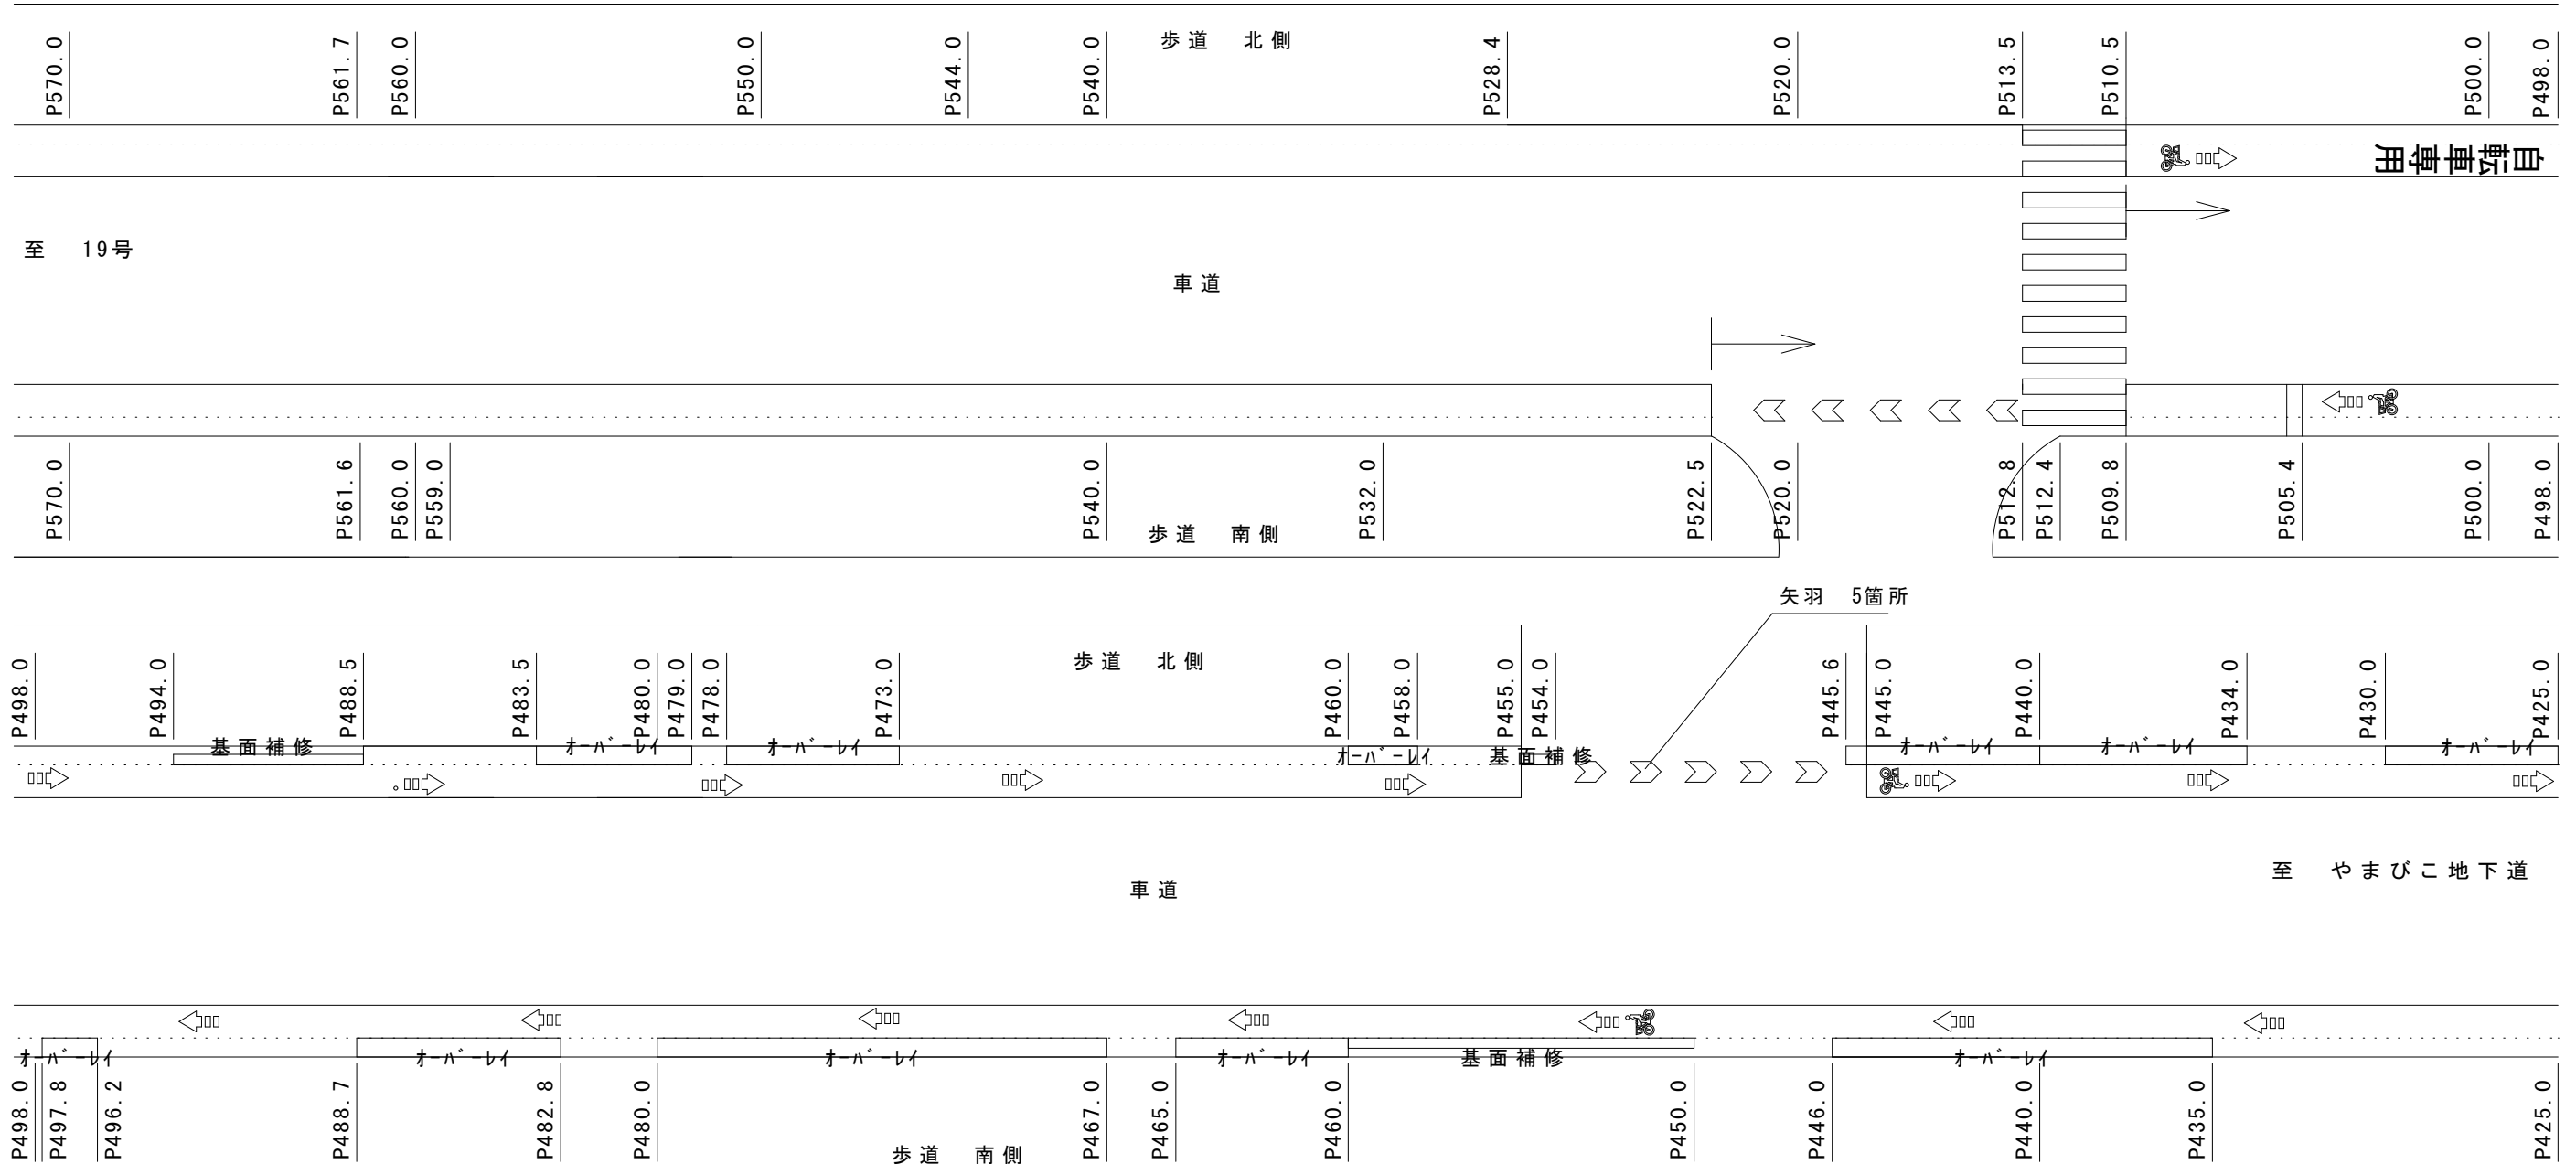 P570.0
P561.7
P560.0
P550.0
P544.0
P540.0
歩道 北側
P528.4
P520.0
P513.5
P510.5
P500.0
P498.0
自転車専用
至 19号
車道
P570.0
P561.6
P560.0
P559.0
P540.0
歩道 南側
P532.0
P522.5
P520.0
P512.8
P512.4
P509.8
P505.4
P500.0
P498.0
矢羽 5箇所
P498.0
P494.0
P488.5
P483.5
P480.0
P479.0
P478.0
P473.0
歩道 北側
P460.0
P458.0
P455.0
P454.0
P445.6
P445.0
P440.0
P434.0
P430.0
P425.0
基面補修
オーバーレイ
オーバーレイ
オーバーレイ
基面補修
オーバーレイ
オーバーレイ
オーバーレイ
車道
至 やまびこ地下道
オーバーレイ
オーバーレイ
オーバーレイ
オーバーレイ
基面補修
オーバーレイ
P498.0
P497.8
P496.2
P488.7
P482.8
P480.0
歩道 南側
P467.0
P465.0
P460.0
P450.0
P446.0
P440.0
P435.0
P425.0